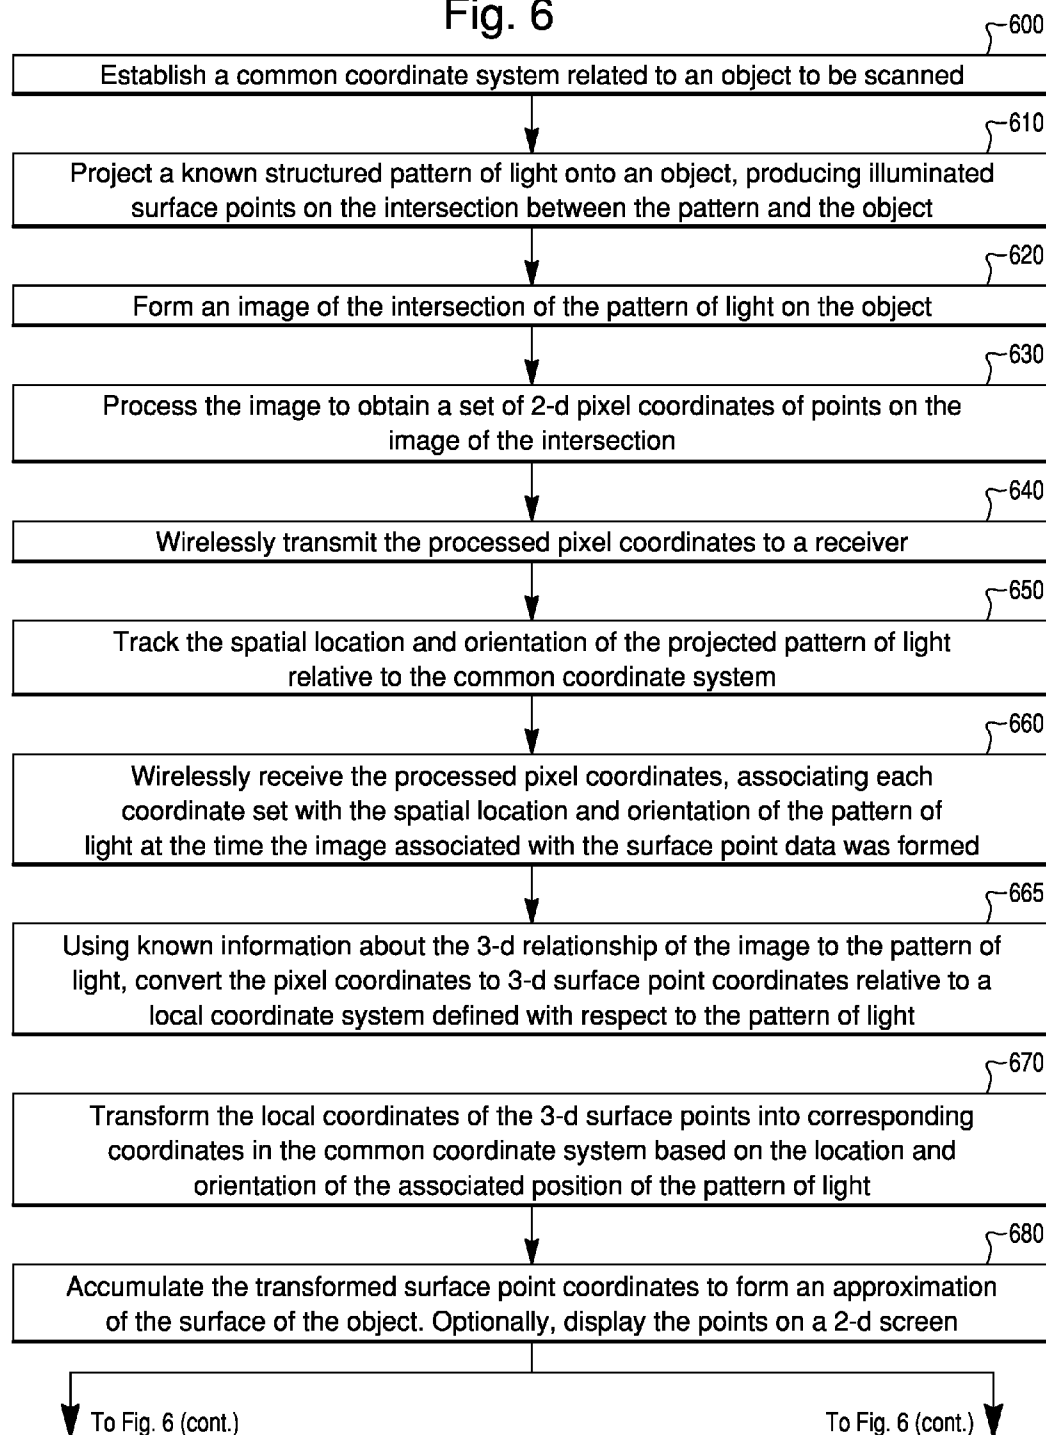 Fig. 6
600
Establish a common coordinate system related to an object to be scanned
610
Project a known structured pattern of light onto an object, producing illuminated
surface points on the intersection between the pattern and the object
620
Form an image of the intersection of the pattern of light on the object
630
Process the image to obtain a set of 2-d pixel coordinates of points on the
image of the intersection
640
Wirelessly transmit the processed pixel coordinates to a receiver
650
Track the spatial location and orientation of the projected pattern of light
relative to the common coordinate system
660
Wirelessly receive the processed pixel coordinates, associating each
coordinate set with the spatial location and orientation of the pattern of
light at the time the image associated with the surface point data was formed
665
Using known information about the 3-d relationship of the image to the pattern of
light, convert the pixel coordinates to 3-d surface point coordinates relative to a
local coordinate system defined with respect to the pattern of light
670
Transform the local coordinates of the 3-d surface points into corresponding
coordinates in the common coordinate system based on the location and
orientation of the associated position of the pattern of light
680
Accumulate the transformed surface point coordinates to form an approximation
of the surface of the object. Optionally, display the points on a 2-d screen
To Fig. 6 (cont.)
To Fig. 6 (cont.)